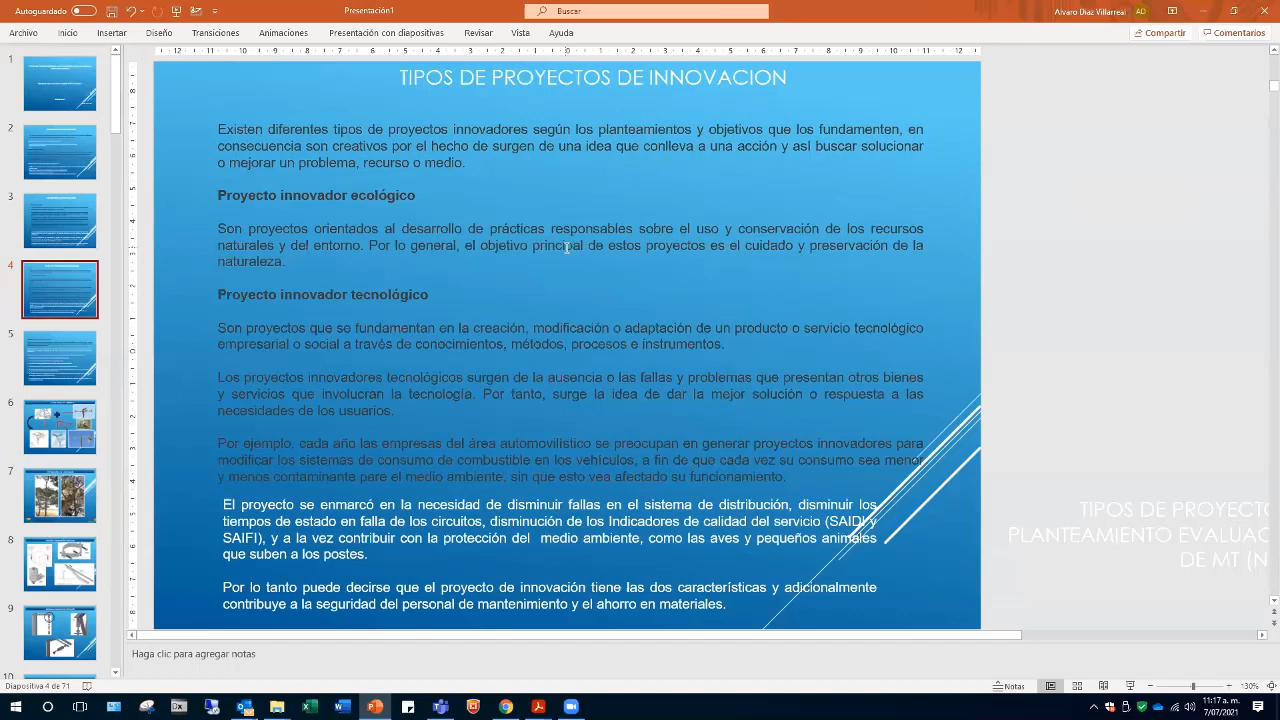 Autoguardado
Presentación1
Buscar
Alvaro Diaz Villarreal
AD
Archivo Inicio Insertar Diseño Transiciones Animaciones Presentación con diapositivas Revisar Vista Ayuda
Compartir Comentarios
TIPOS DE PROYECTOS DE INNOVACION
Existen diferentes tipos de proyectos innovadores según los planteamientos y objetivos que los fundamenten, en
consecuencia son creativos por el hecho de surgen de una idea que conlleva a una acción y así buscar solucionar
o mejorar un problema, recurso o medio.
Proyecto innovador ecológico
Son proyectos orientados al desarrollo de prácticas responsables sobre el uso y conservación de los recursos
naturales y del entorno. Por lo general, el objetivo principal de estos proyectos es el cuidado y preservación de la
naturaleza.
Proyecto innovador tecnológico
Son proyectos que se fundamentan en la creación, modificación o adaptación de un producto o servicio tecnológico
empresarial o social a través de conocimientos, métodos, procesos e instrumentos.
Los proyectos innovadores tecnológicos surgen de la ausencia o las fallas y problemas que presentan otros bienes
y servicios que involucran la tecnología. Por tanto, surge la idea de dar la mejor solución o respuesta a las
necesidades de los usuarios.
Por ejemplo, cada año las empresas del área automovilístico se preocupan en generar proyectos innovadores para
modificar los sistemas de consumo de combustible en los vehículos, a fin de que cada vez su consumo sea menor
y menos contaminante pare el medio ambiente, sin que esto vea afectado su funcionamiento.
El proyecto se enmarcó en la necesidad de disminuir fallas en el sistema de distribución, disminuir los
tiempos de estado en falla de los circuitos, disminución de los Indicadores de calidad del servicio (SAIDI y
SAIFI), y a la vez contribuir con la protección del medio ambiente, como las aves y pequeños animales
que suben a los postes.
Por lo tanto puede decirse que el proyecto de innovación tiene las dos características y adicionalmente
contribuye a la seguridad del personal de mantenimiento y el ahorro en materiales.
TIPOS DE PROYECTO
PLANTEAMIENTO EVALUAC
DE MT (N
1
2
3
4
5
6
7
8
9
10
Haga clic para agregar notas
Diapositiva 4 de 71
Notas
130%
11:17 a. m.
7/07/2021